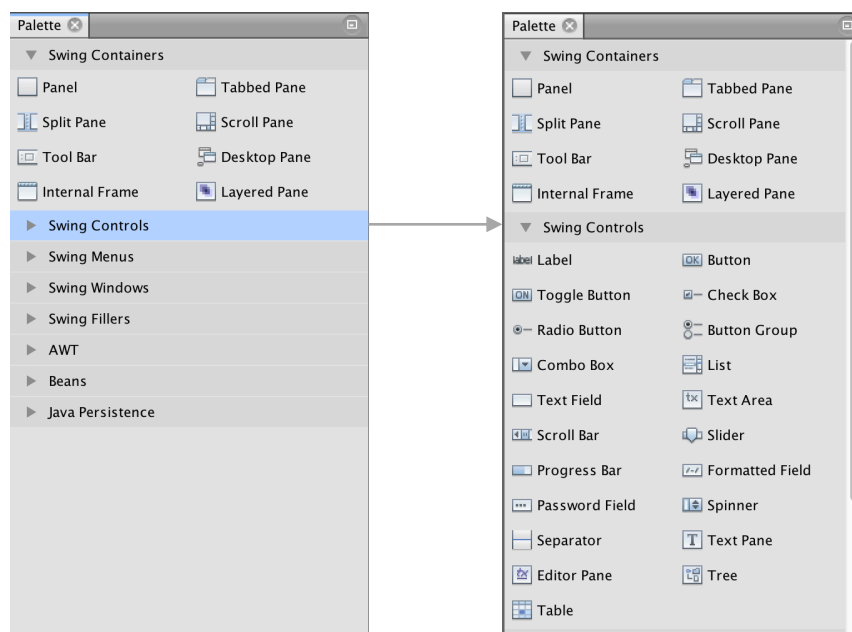 Palette
Swing Containers
Panel Tabbed Pane
Split Pane Scroll Pane
Tool Bar Desktop Pane
Internal Frame Layered Pane
Swing Controls
Swing Menus
Swing Windows
Swing Fillers
AWT
Beans
Java Persistence
Palette
Swing Containers
Panel Tabbed Pane
Split Pane Scroll Pane
Tool Bar Desktop Pane
Internal Frame Layered Pane
Swing Controls
label Label OK Button
ON Toggle Button Check Box
Radio Button Button Group
Combo Box List
Text Field tx Text Area
Scroll Bar Slider
Progress Bar Formatted Field
Password Field Spinner
Separator T Text Pane
Editor Pane Tree
Table